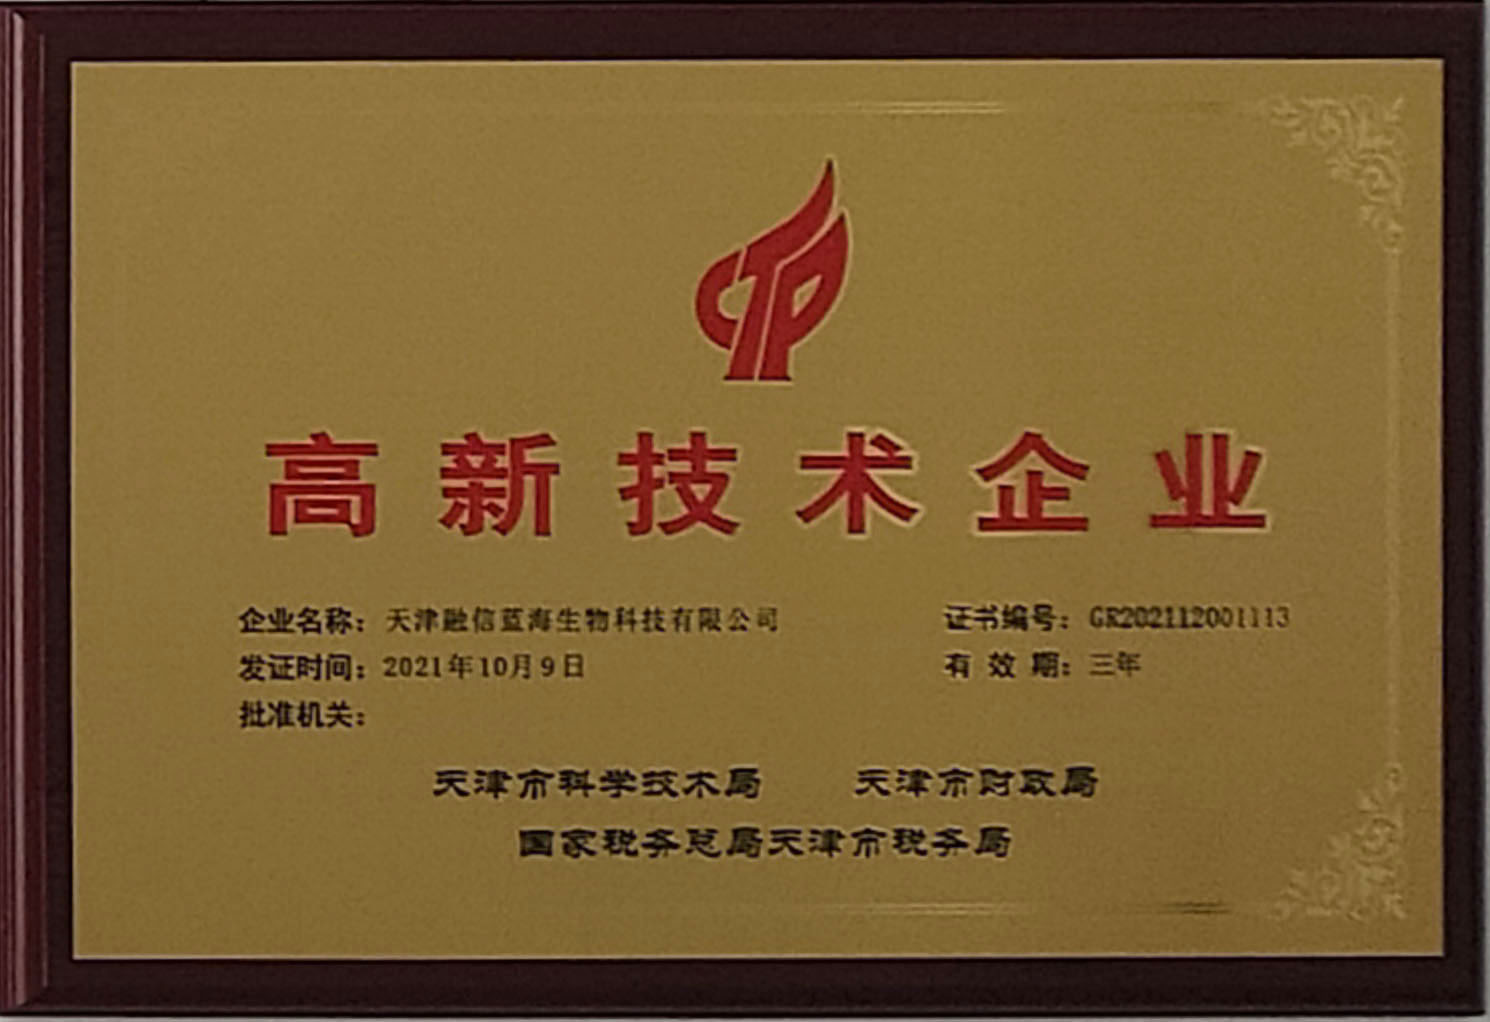 CTP
高新技术企业
企业名称：天津融信蓝海生物科技有限公司 证书编号：GR202112001113
发证时间：2021年10月9日 有 效 期：三年
批准机关：
天津市科学技术局 天津市财政局
国家税务总局天津市税务局